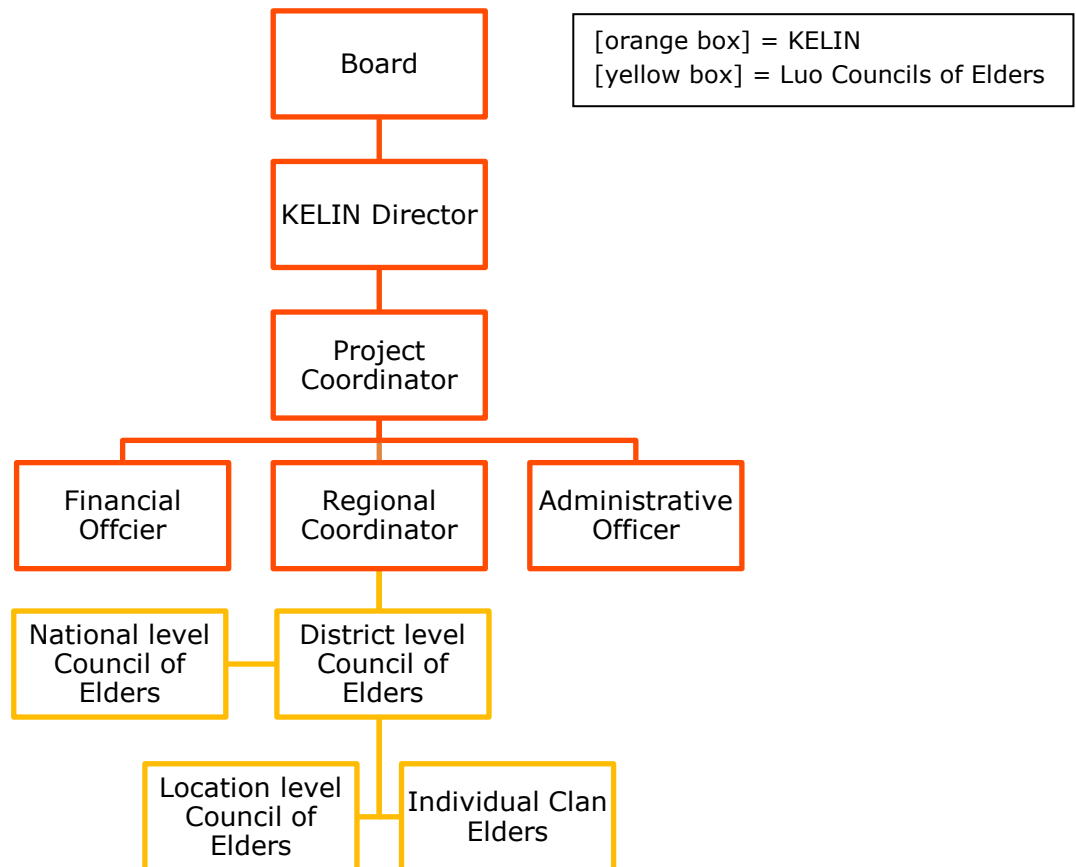 Board
[orange box] = KELIN
[yellow box] = Luo Councils of Elders
KELIN Director
Project
Coordinator
Financial
Offcier
Regional
Coordinator
Administrative
Officer
National level
Council of
Elders
District level
Council of
Elders
Location level
Council of
Elders
Individual Clan
Elders